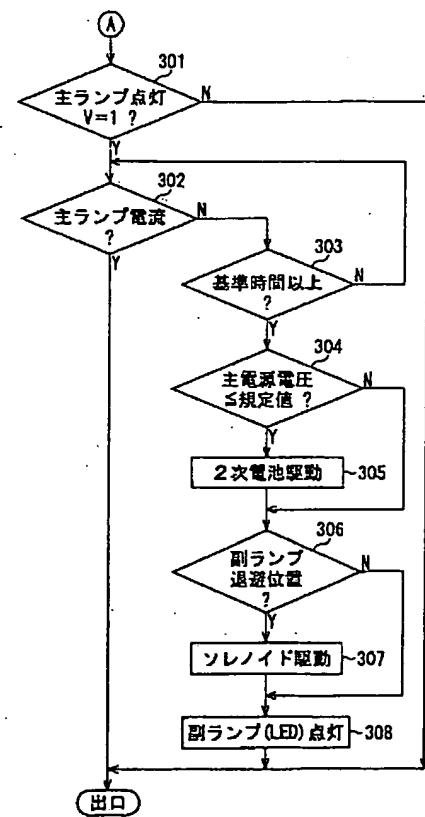 A
301
主ランプ点灯
V=1 ?
N
Y
302
主ランプ電流
?
N
Y
303
基準時間以上
?
N
Y
304
主電源電圧
≦規定値 ?
N
Y
2次電池駆動
305
306
副ランプ
退避位置
?
N
Y
ソレノイド駆動
307
副ランプ(LED)点灯
308
出口